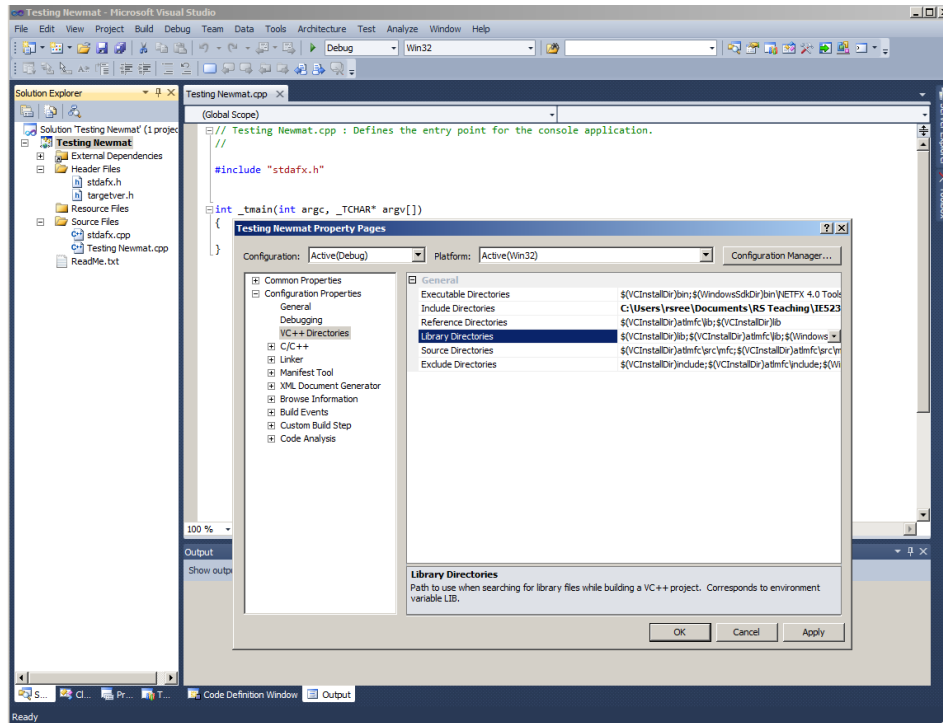 Testing Newmat - Microsoft Visual Studio
File Edit View Project Build Debug Team Data Tools Architecture Test Analyze Window Help
Debug Win32
Solution Explorer
Solution 'Testing Newmat' (1 projec
Testing Newmat
External Dependencies
Header Files
stdafx.h
targetver.h
Resource Files
Source Files
stdafx.cpp
Testing Newmat.cpp
ReadMe.txt
Testing Newmat.cpp
(Global Scope)
// Testing Newmat.cpp : Defines the entry point for the console application.
//
#include "stdafx.h"
int _tmain(int argc, _TCHAR* argv[])
{
}
100 %
Testing Newmat Property Pages
Configuration: Active(Debug) Platform: Active(Win32) Configuration Manager...
Common Properties
Configuration Properties
General
Debugging
VC++ Directories
C/C++
Linker
Manifest Tool
XML Document Generator
Browse Information
Build Events
Custom Build Step
Code Analysis
General
Executable Directories $(VCInstallDir)bin;$(WindowsSdkDir)bin\NETFX 4.0 Tools
Include Directories C:\Users\rsree\Documents\RS Teaching\IE523
Reference Directories $(VCInstallDir)atlmfc\lib;$(VCInstallDir)lib
Library Directories $(VCInstallDir)lib;$(VCInstallDir)atlmfc\lib;$(Windows
Source Directories $(VCInstallDir)atlmfc\src\mfc;$(VCInstallDir)atlmfc\src\m
Exclude Directories $(VCInstallDir)include;$(VCInstallDir)atlmfc\include;$(Wi
Library Directories
Path to use when searching for library files while building a VC++ project. Corresponds to environment
variable LIB.
OK Cancel Apply
Output
Show outpu
S... Cl... Pr... T...
Code Definition Window Output
Ready